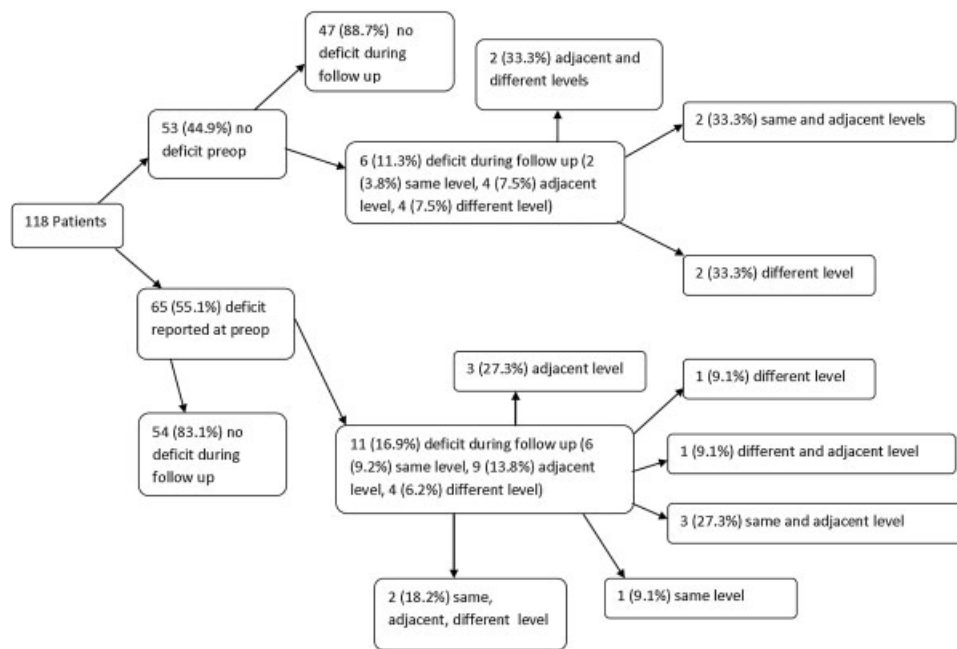 47 (88.7%) no
deficit during
follow up
2 (33.3%) adjacent and
different levels
2 (33.3%) same and adjacent levels
53 (44.9%) no
deficit preop
6 (11.3%) deficit during follow up (2
(3.8%) same level, 4 (7.5%) adjacent
level, 4 (7.5%) different level)
118 Patients
2 (33.3%) different level
65 (55.1%) deficit
reported at preop
3 (27.3%) adjacent level
1 (9.1%) different level
54 (83.1%) no
deficit during
follow up
11 (16.9%) deficit during follow up (6
(9.2%) same level, 9 (13.8%) adjacent
level, 4 (6.2%) different level)
1 (9.1%) different and adjacent level
3 (27.3%) same and adjacent level
2 (18.2%) same,
adjacent, different level
1 (9.1%) same level